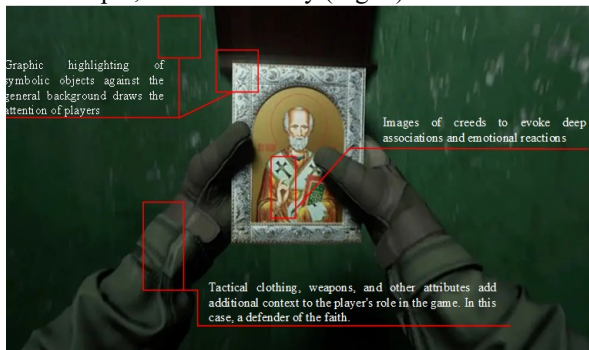 Graphic highlighting of
symbolic objects against the
general background draws the
attention of players
Images of creeds to evoke deep
associations and emotional reactions
Tactical clothing, weapons, and other attributes add
additional context to the player's role in the game. In this
case, a defender of the faith.